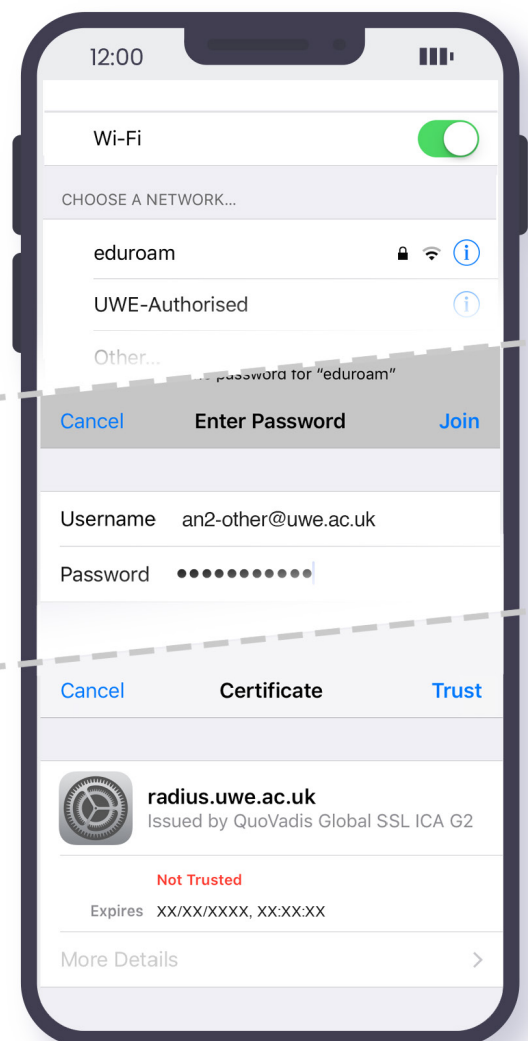 12:00
Wi-Fi
CHOOSE A NETWORK...
eduroam
UWE-Authorised
Other...
password for “eduroam”
Cancel Enter Password Join
Username an2-other@uwe.ac.uk
Password ●●●●●●●●●●●
Cancel Certificate Trust
radius.uwe.ac.uk
Issued by QuoVadis Global SSL ICA G2
Not Trusted
Expires XX/XX/XXXX, XX:XX:XX
More Details